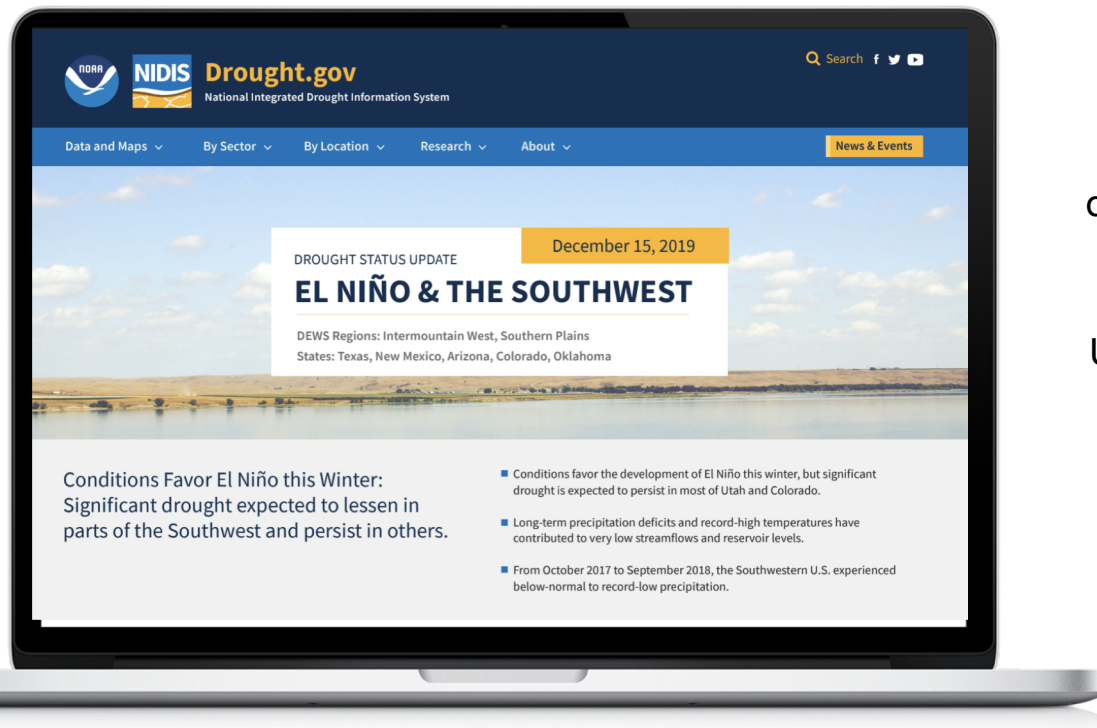 NOAA
NIDIS
Drought.gov
National Integrated Drought Information System
Search
Data and Maps
By Sector
By Location
Research
About
News & Events
December 15, 2019
DROUGHT STATUS UPDATE
EL NIÑO & THE SOUTHWEST
DEWS Regions: Intermountain West, Southern Plains
States: Texas, New Mexico, Arizona, Colorado, Oklahoma
Conditions Favor El Niño this Winter:
Significant drought expected to lessen in
parts of the Southwest and persist in others.
Conditions favor the development of El Niño this winter, but significant
drought is expected to persist in most of Utah and Colorado.
Long-term precipitation deficits and record-high temperatures have
contributed to very low streamflows and reservoir levels.
From October 2017 to September 2018, the Southwestern U.S. experienced
below-normal to record-low precipitation.